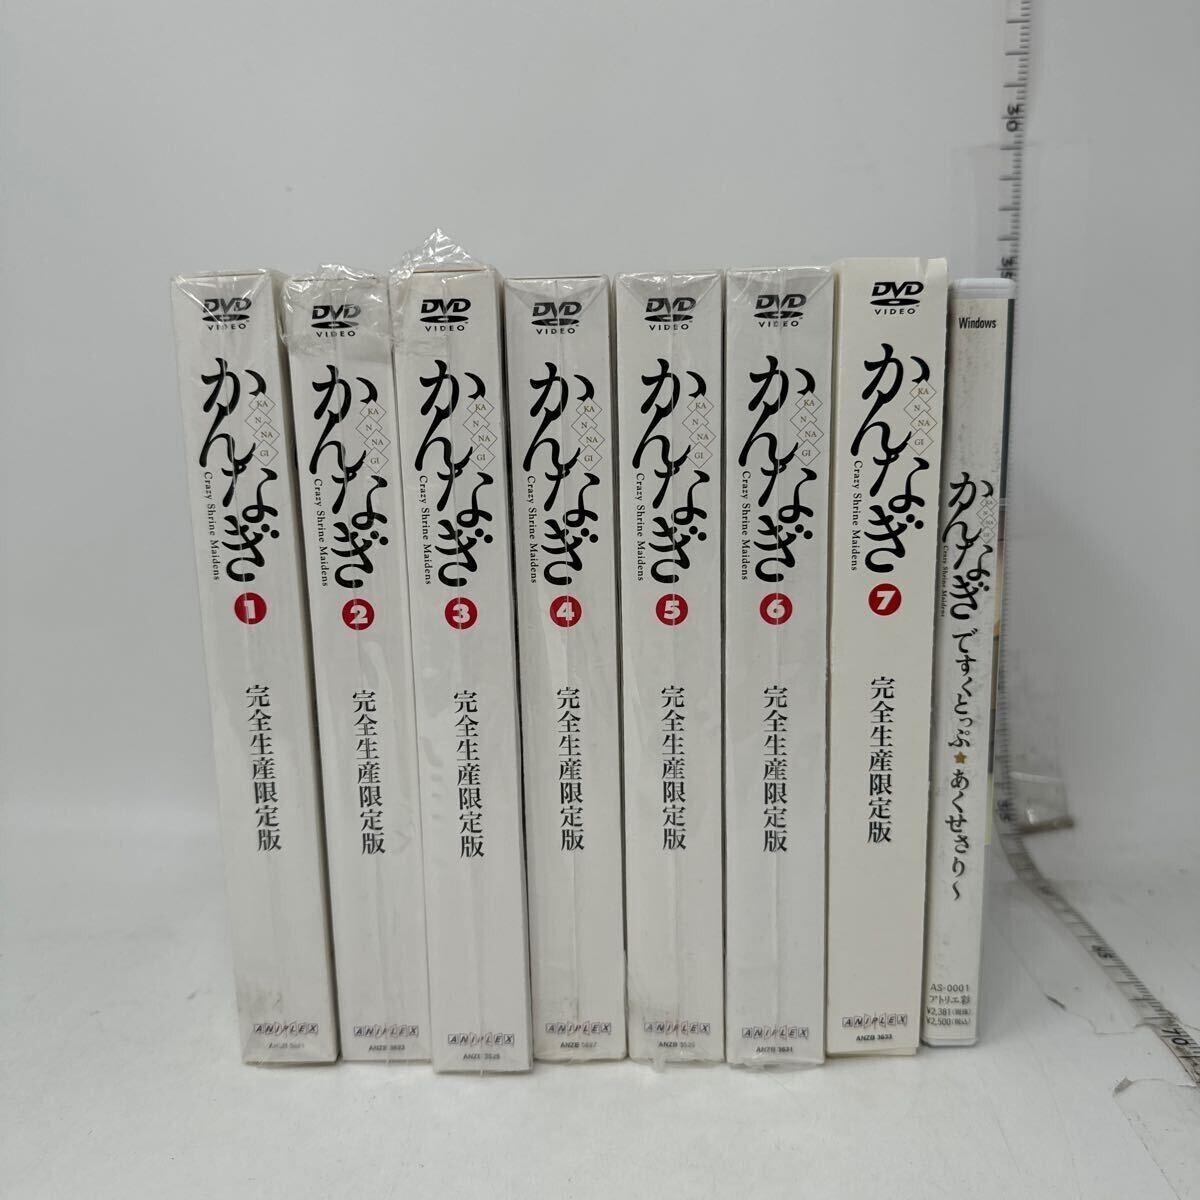 DVD
VIDEO
かんなぎ
KA
N
NA
GI
Crazy Shrine Maidens
1
完全生産限定版
ANIPLEX
DVD
VIDEO
かんなぎ
KA
N
NA
GI
Crazy Shrine Maidens
2
完全生産限定版
ANIPLEX
ANZB 3623
DVD
VIDEO
かんなぎ
KA
N
NA
GI
Crazy Shrine Maidens
3
完全生産限定版
ANIPLEX
DVD
VIDEO
かんなぎ
KA
N
NA
GI
Crazy Shrine Maidens
4
完全生産限定版
ANIPLEX
DVD
VIDEO
かんなぎ
KA
N
NA
GI
Crazy Shrine Maidens
5
完全生産限定版
ANIPLEX
DVD
VIDEO
かんなぎ
KA
N
NA
GI
Crazy Shrine Maidens
6
完全生産限定版
ANIPLEX
ANZB 3631
DVD
VIDEO
かんなぎ
KA
N
NA
GI
Crazy Shrine Maidens
7
完全生産限定版
ANIPLEX
ANZB 3633
Windows
かんなぎ
Crazy Shrine Maidens
ですくとっぷ★あくせさり～
AS-0001
アトリエ彩
¥2,381(税抜)
¥2,500(税込)